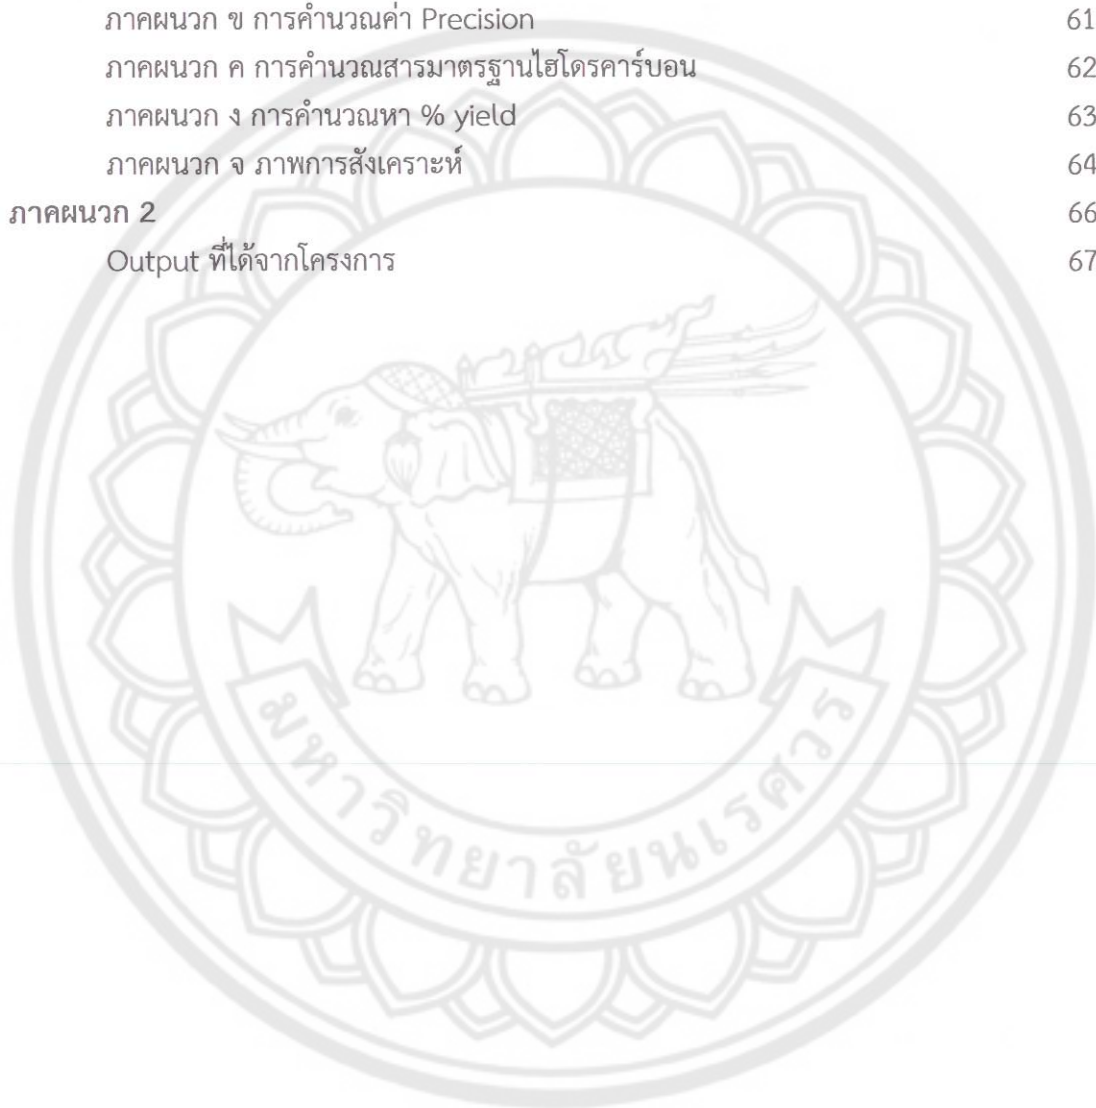 ภาคผนวก ข การคำนวณค่า Precision 61
ภาคผนวก ค การคำนวณสารมาตรฐานไฮโดรคาร์บอน 62
ภาคผนวก ง การคำนวณหา % yield 63
ภาคผนวก จ ภาพการสังเคราะห์ 64
ภาคผนวก 2 66
Output ที่ได้จากโครงการ 67
มหาวิทยาลัยนเรศวร